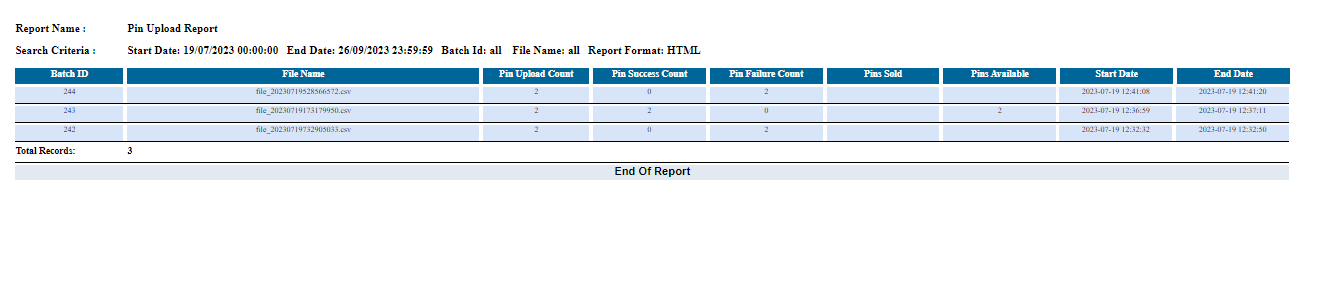 Report Name : Pin Upload Report
Search Criteria : Start Date: 19/07/2023 00:00:00 End Date: 26/09/2023 23:59:59 Batch Id: all File Name: all Report Format: HTML
Batch ID File Name Pin Upload Count Pin Success Count Pin Failure Count Pins Sold Pins Available Start Date End Date
244 file_20230719528566572.csv 2 0 2 2023-07-19 12:41:08 2023-07-19 12:41:20
243 file_20230719173179950.csv 2 2 0 2 2023-07-19 12:36:59 2023-07-19 12:37:11
242 file_20230719732905033.csv 2 0 2 2023-07-19 12:32:32 2023-07-19 12:32:50
Total Records: 3
End Of Report